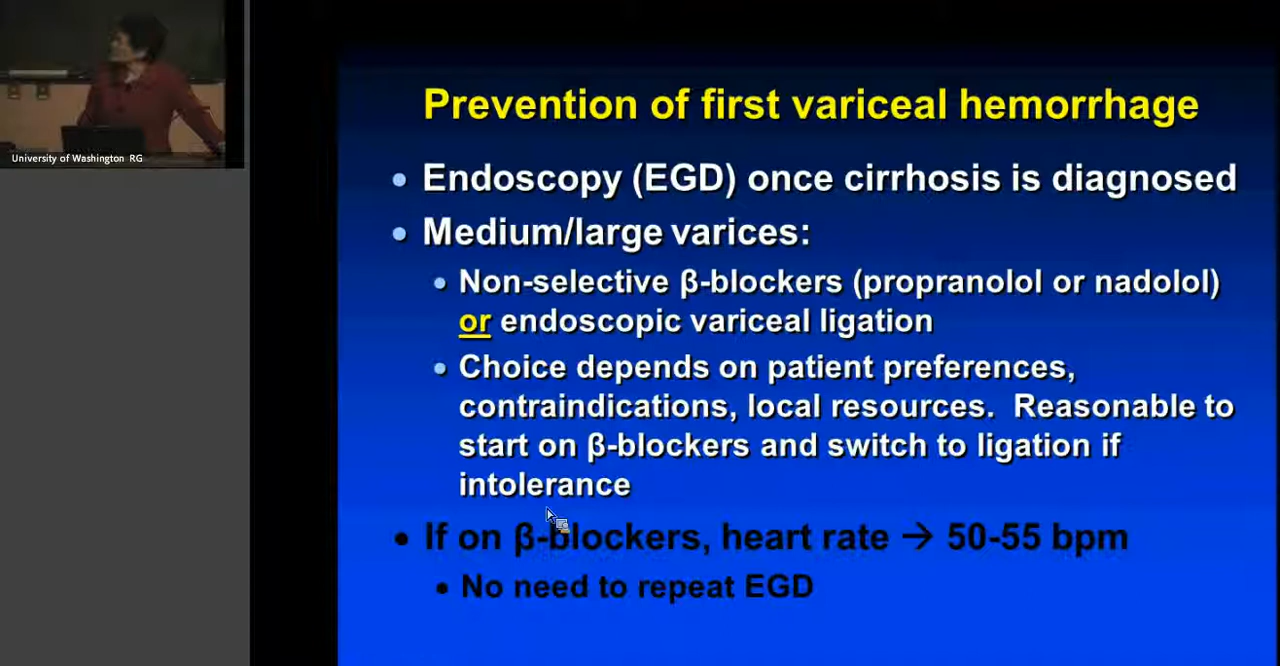 University of Washington RG
Prevention of first variceal hemorrhage
• Endoscopy (EGD) once cirrhosis is diagnosed
• Medium/large varices:
• Non-selective β-blockers (propranolol or nadolol)
or endoscopic variceal ligation
• Choice depends on patient preferences,
contraindications, local resources. Reasonable to
start on β-blockers and switch to ligation if
intolerance
• If on β-blockers, heart rate → 50-55 bpm
• No need to repeat EGD